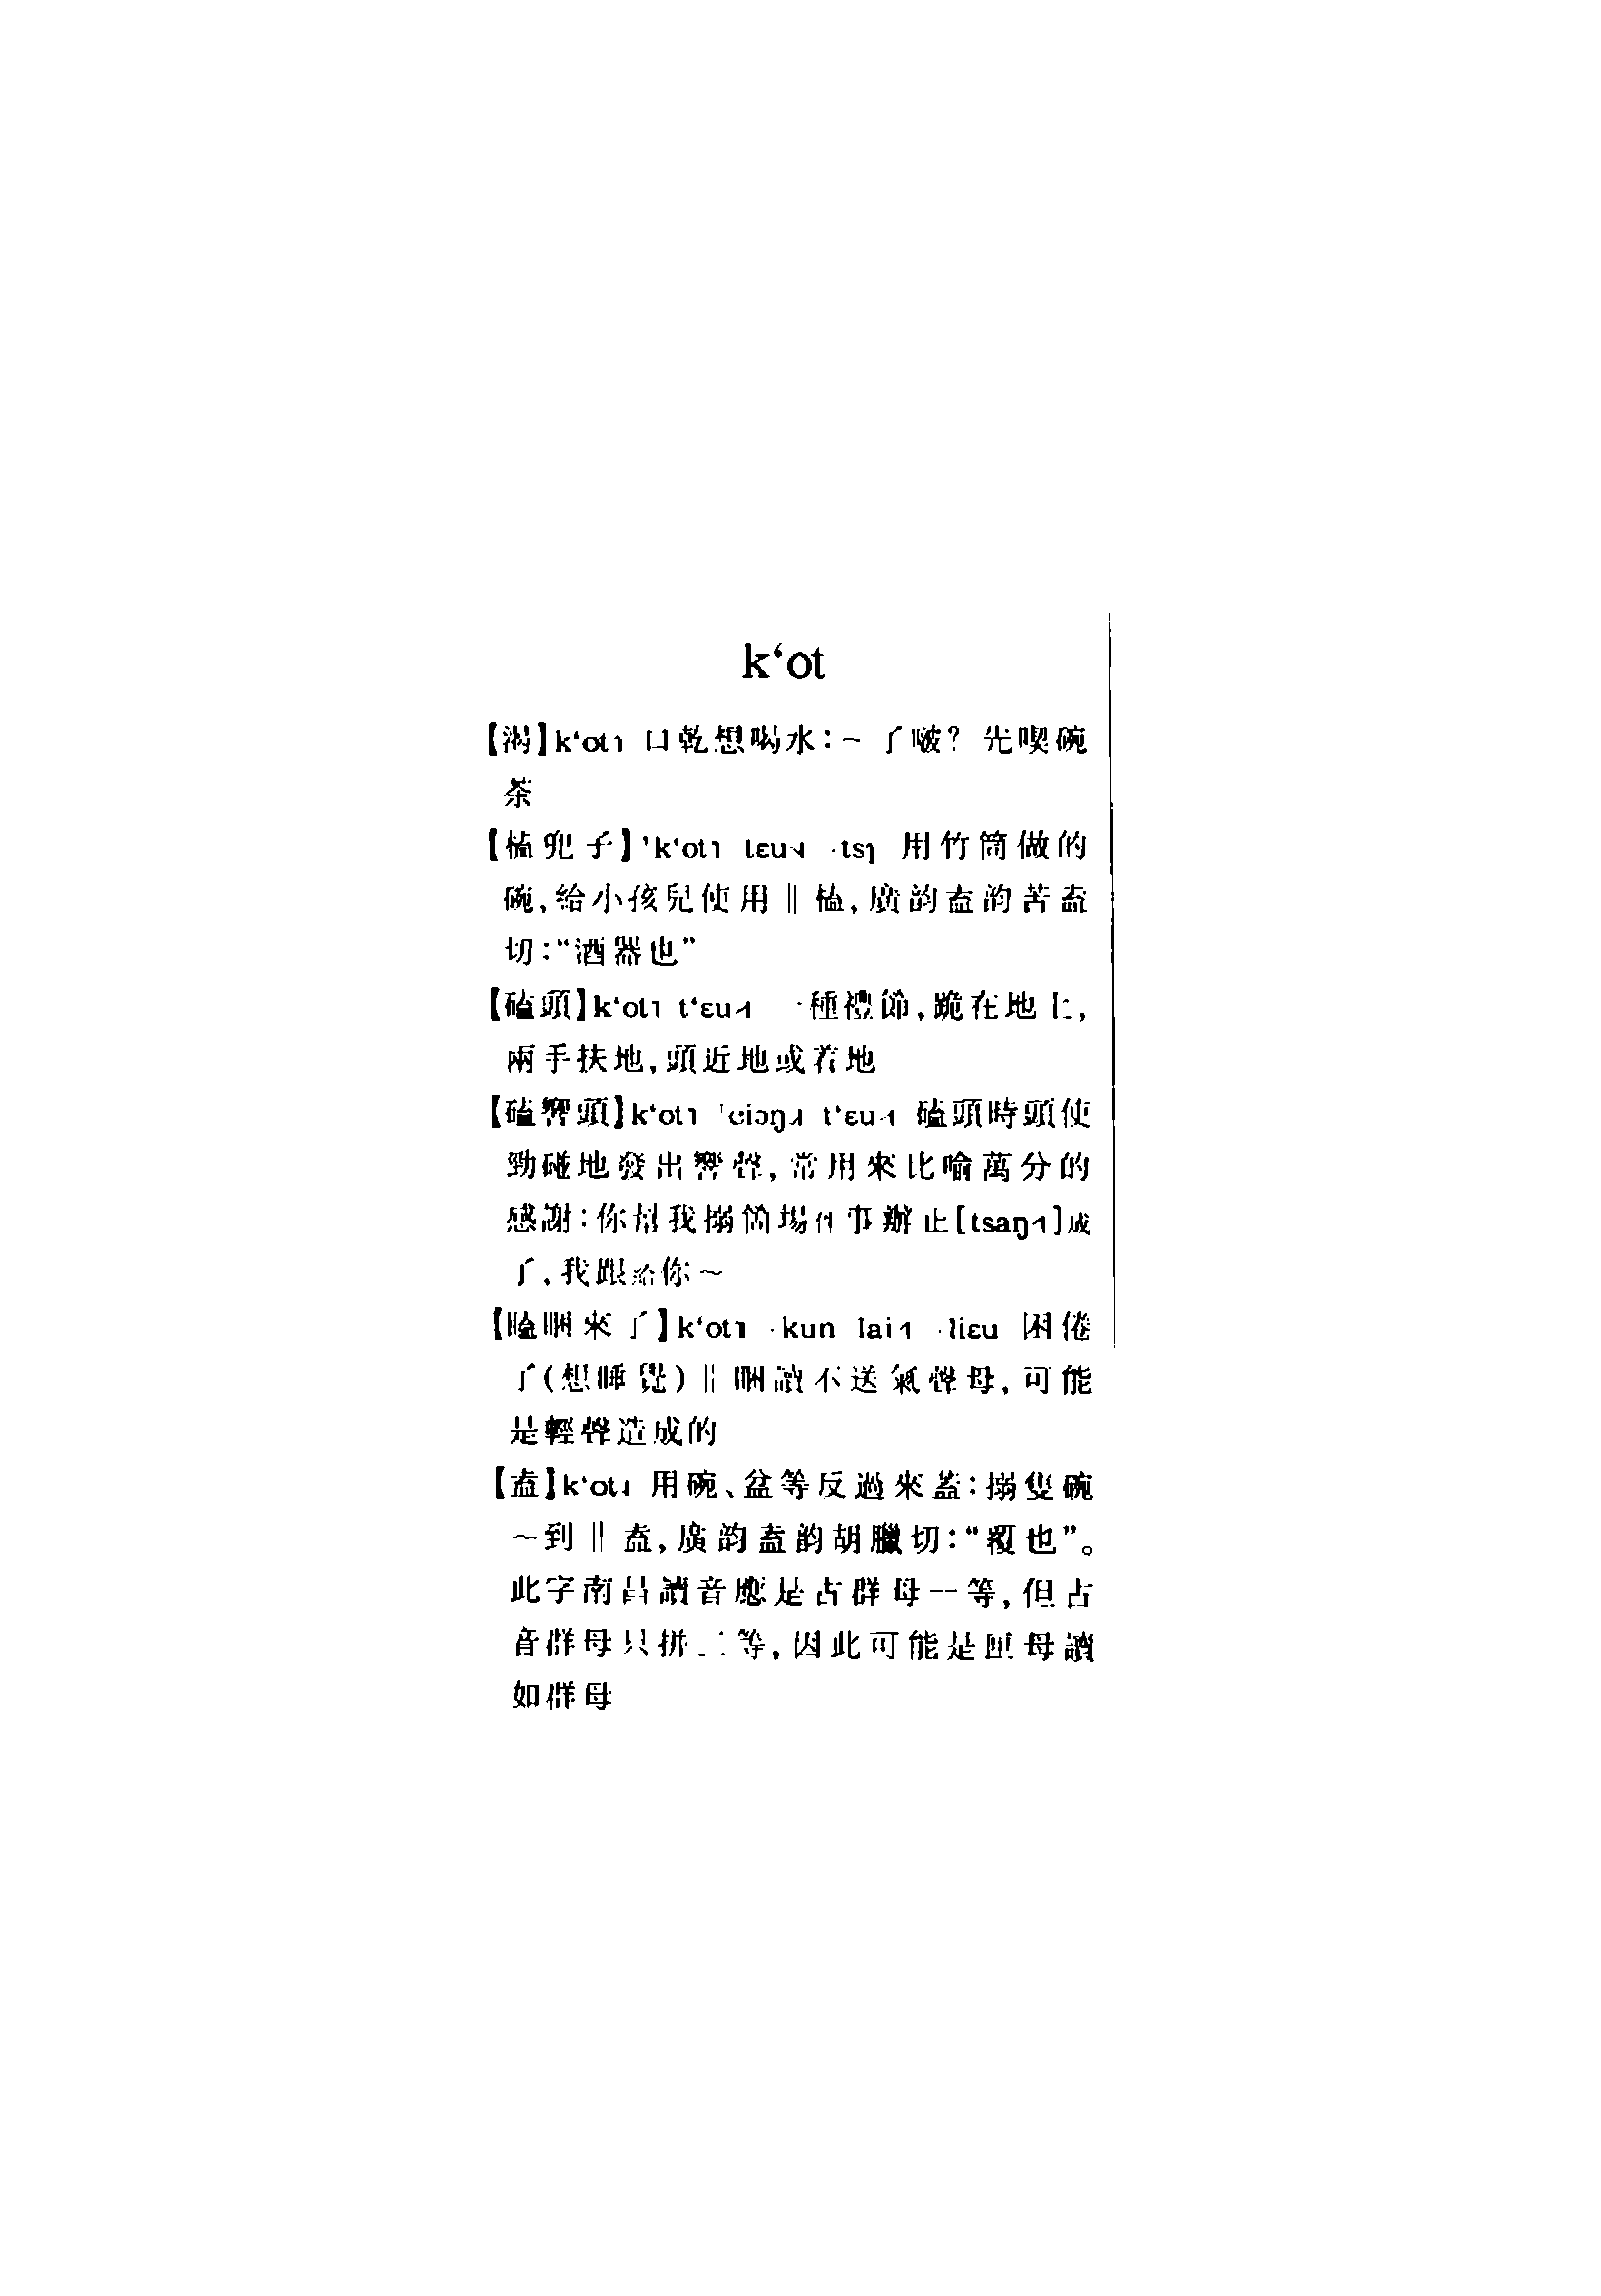 k‘ot
【渴】k‘ot˥ 口乾想喝水：～了啵？先喫碗
茶
【榼兜子】'k‘ot˥ tɛu ·tsɿ 用竹筒做的
碗，給小孩兒使用‖榼，廣韵盍韵苦盍
切：“酒器也”
【磕頭】k‘ot˥ t‘ɛu 一種禮節，跪在地上，
兩手扶地，頭近地或着地
【磕響頭】k‘ot˥ 'ɕiɔŋ t‘ɛu 磕頭時頭使
勁碰地發出響聲，常用來比喻萬分的
感謝：你幫我搦箇場件事辦正[tsaŋ]成
了，我跟給你～
【瞌睏來了】k‘ot˥ ·kun lai ·liɛu 困倦
了(想睡覺)‖睏讀不送氣聲母，可能
是輕聲造成的
【盍】k‘ot˩ 用碗、盆等反過來蓋：搦隻碗
～到‖盍，廣韵盍韵胡臘切：“覆也”。
此字南昌讀音應是古群母一等，但古
音群母只拼三等，因此可能是匣母讀
如群母